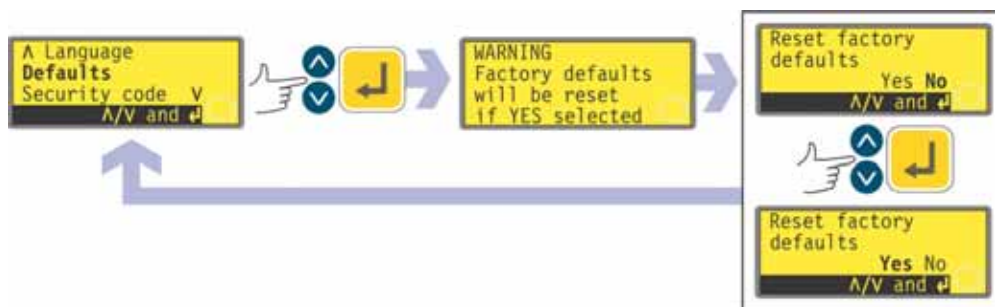 Λ Language
Defaults
Security code V
Λ/V and ↵
WARNING
Factory defaults
will be reset
if YES selected
Reset factory
defaults
Yes No
Λ/V and ↵
Reset factory
defaults
Yes No
Λ/V and ↵